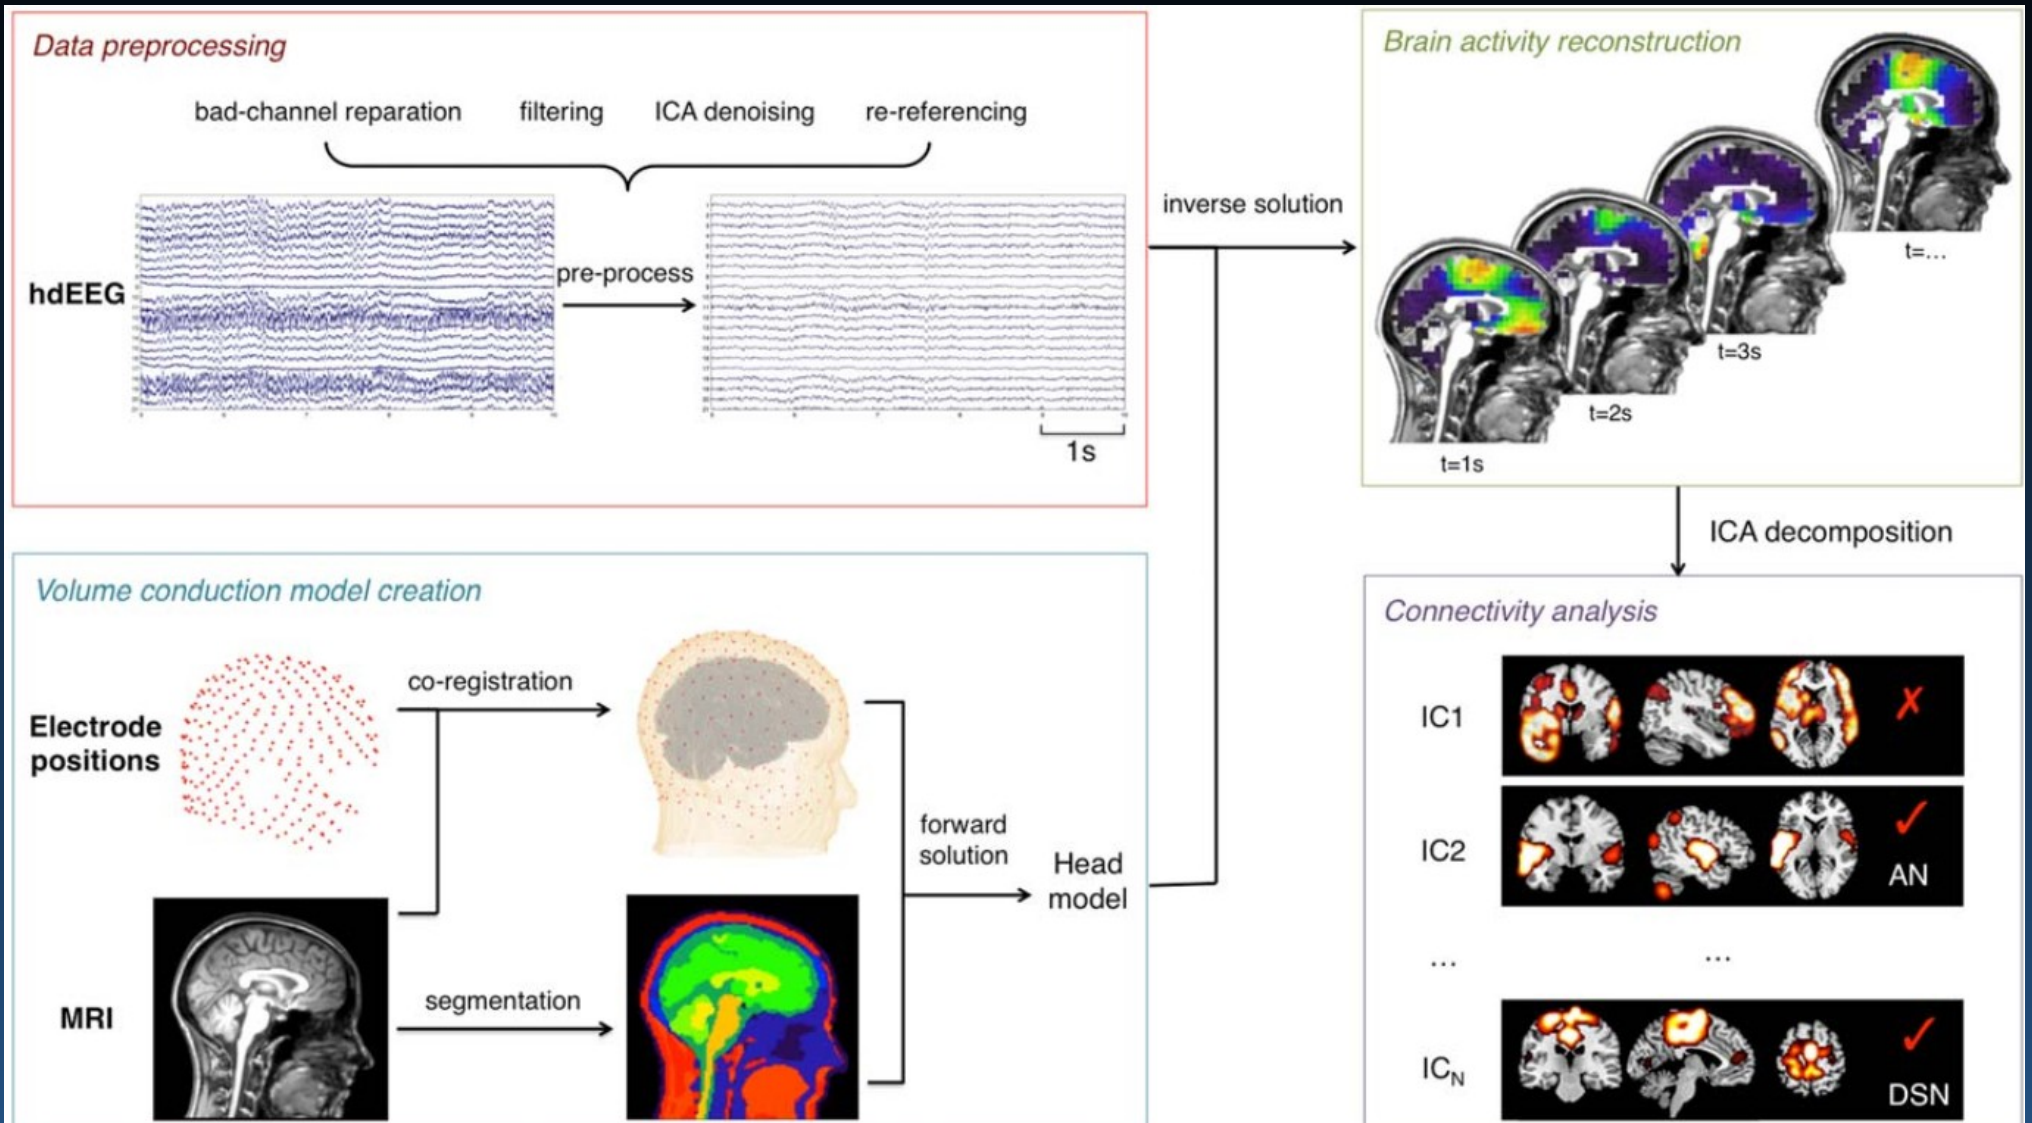 Data preprocessing
bad-channel reparation filtering ICA denoising re-referencing
hdEEG
pre-process
1s
inverse solution
Brain activity reconstruction
t=1s
t=2s
t=3s
t=...
ICA decomposition
Volume conduction model creation
Electrode
positions
co-registration
MRI
segmentation
forward
solution
Head
model
Connectivity analysis
IC1
✗
IC2
✓
AN
... ...
ICN
✓
DSN